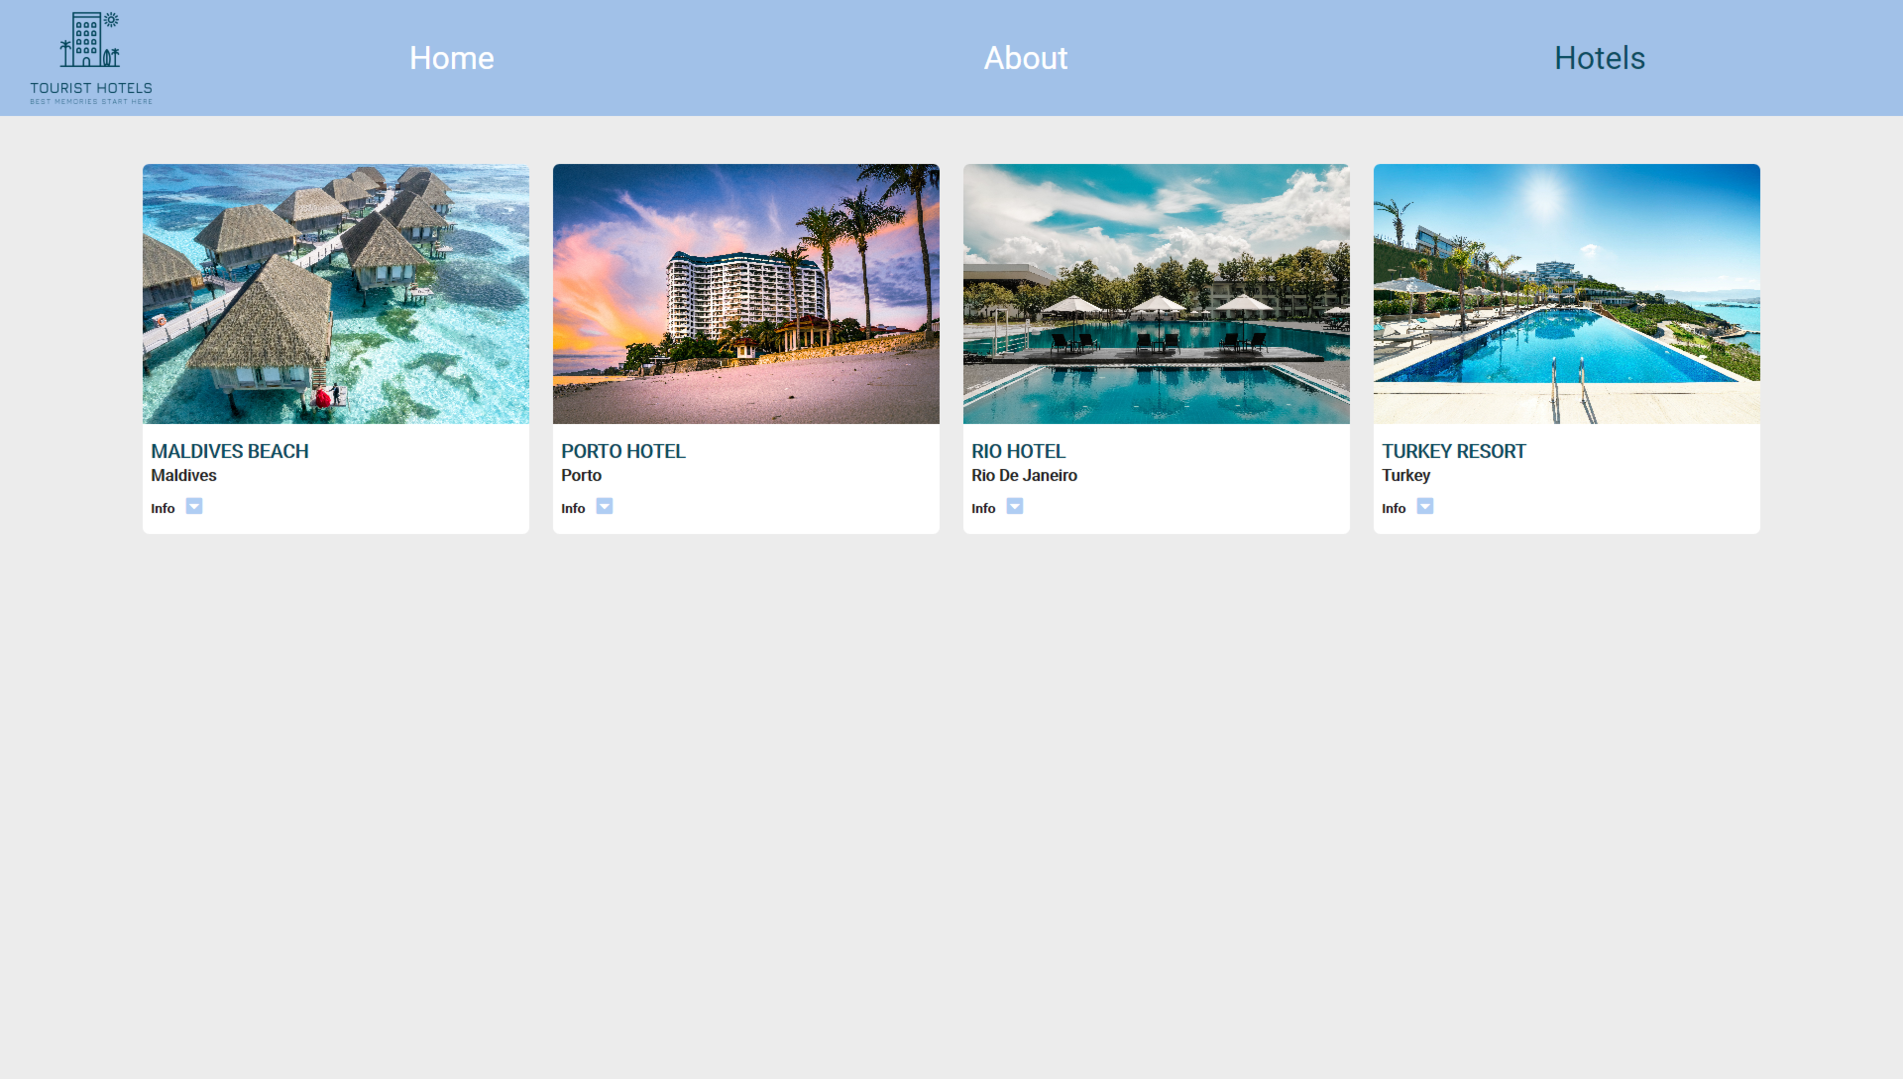 TOURIST HOTELS
BEST MEMORIES START HERE
Home
About
Hotels
MALDIVES BEACH
Maldives
Info
PORTO HOTEL
Porto
Info
RIO HOTEL
Rio De Janeiro
Info
TURKEY RESORT
Turkey
Info